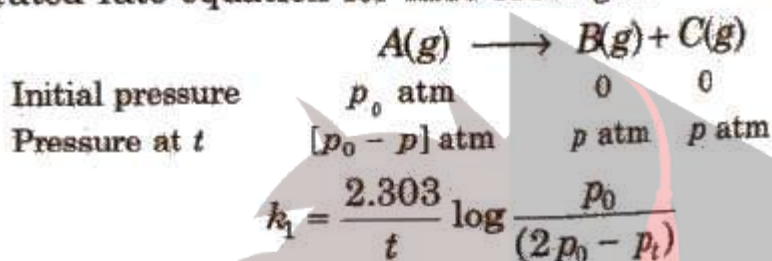 A(g) ⟶ B(g) + C(g)
Initial pressure p₀ atm 0 0
Pressure at t [p₀ − p] atm p atm p atm
k₁ = 2.303/t log p₀/(2p₀ − pₜ)